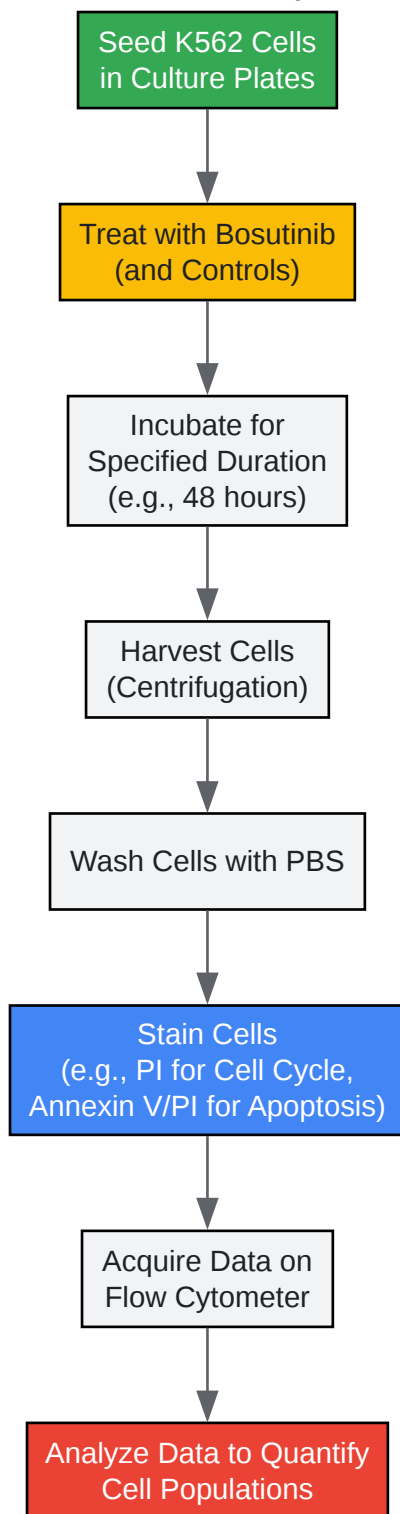 Seed K562 Cells
in Culture Plates
Treat with Bosutinib
(and Controls)
Incubate for
Specified Duration
(e.g., 48 hours)
Harvest Cells
(Centrifugation)
Wash Cells with PBS
Stain Cells
(e.g., PI for Cell Cycle,
Annexin V/PI for Apoptosis)
Acquire Data on
Flow Cytometer
Analyze Data to Quantify
Cell Populations